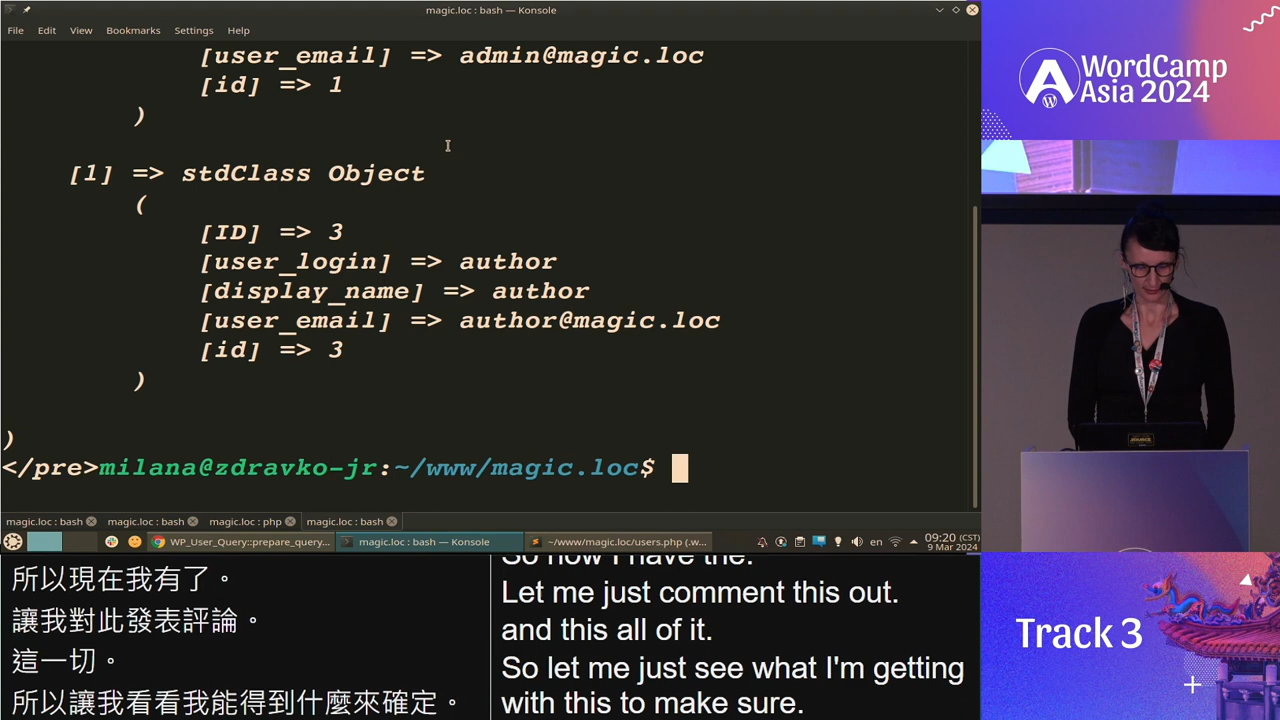 magic.loc : bash — Konsole
File Edit View Bookmarks Settings Help
[user_email] => admin@magic.loc
[id] => 1
)
[1] => stdClass Object
(
[ID] => 3
[user_login] => author
[display_name] => author
[user_email] => author@magic.loc
[id] => 3
)
)
</pre>milana@zdravko-jr:~/www/magic.loc$
magic.loc : bash magic.loc : bash magic.loc : php magic.loc : bash
WP_User_Query::prepare_query... magic.loc : bash — Konsole ~/www/magic.loc/users.php (.w... en 09:20 (CST)
9 Mar 2024
WordCamp
Asia 2024
所以現在我有了。
讓我對此發表評論。
這一切。
所以讓我看看我能得到什麼來確定。
So now I have the.
Let me just comment this out.
and this all of it.
So let me just see what I'm getting
with this to make sure.
Track 3